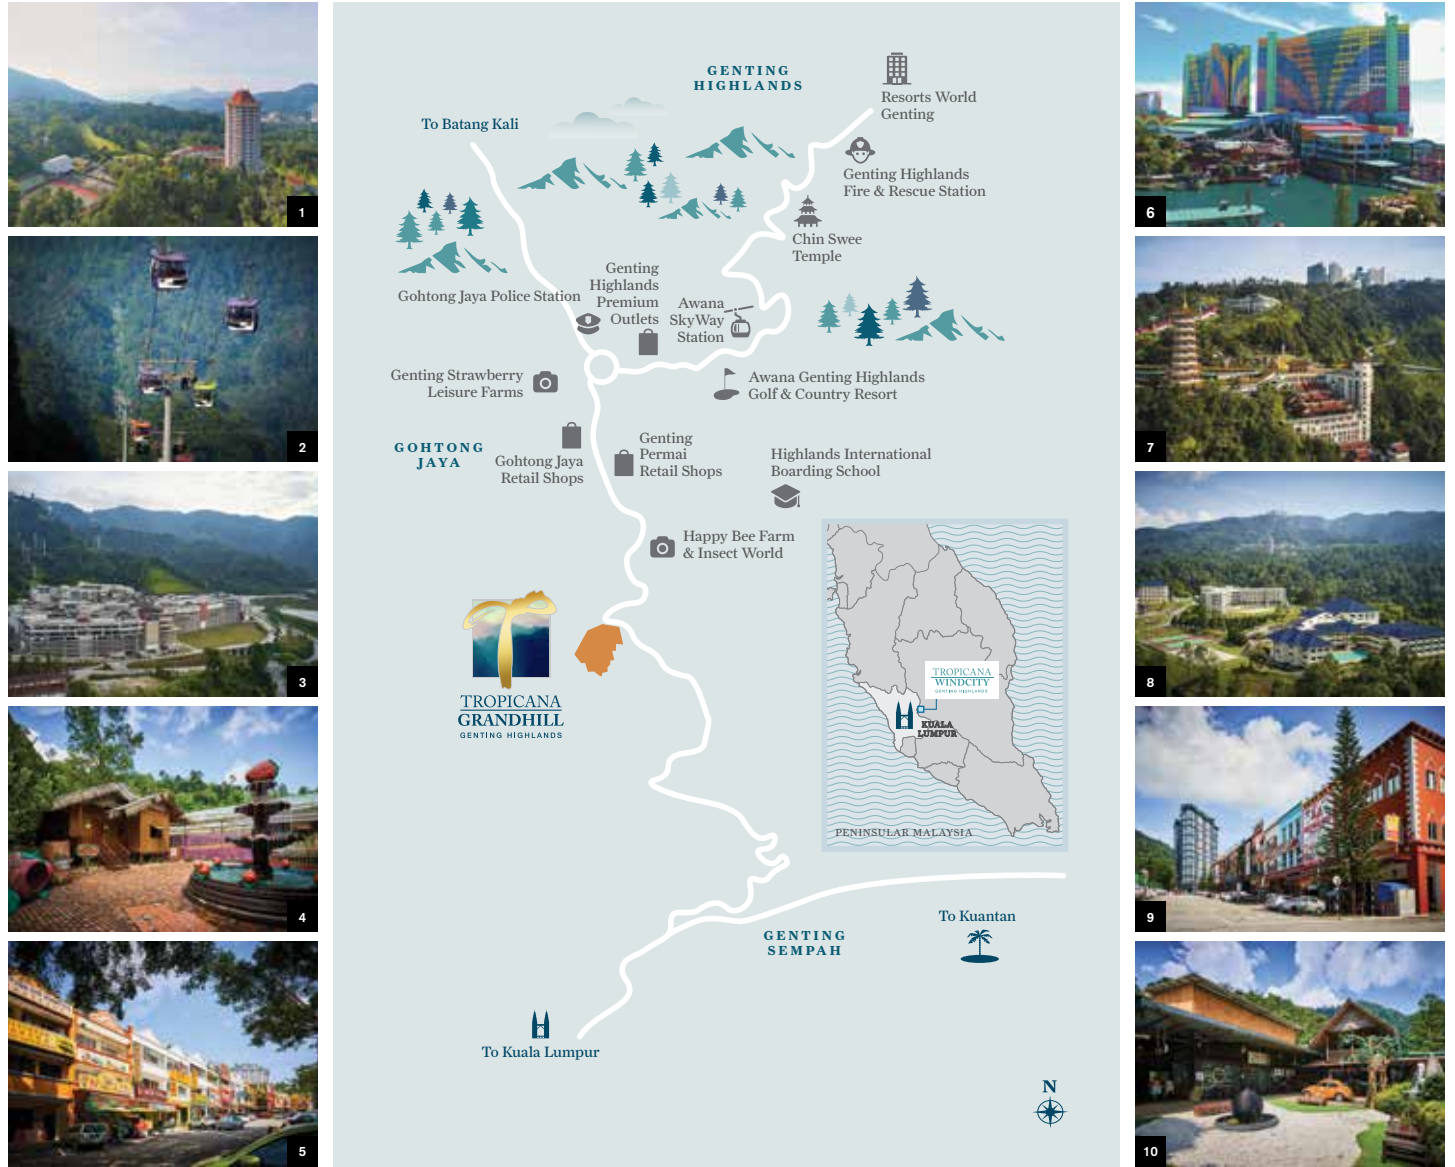 1
2
3
4
5
GENTING
HIGHLANDS
Resorts World
Genting
To Batang Kali
Genting Highlands
Fire & Rescue Station
Chin Swee
Temple
Gohtong Jaya Police Station
Genting
Highlands
Premium
Outlets
Awana
SkyWay
Station
Genting Strawberry
Leisure Farms
Awana Genting Highlands
Golf & Country Resort
GOHTONG
JAYA
Gohtong Jaya
Retail Shops
Genting
Permai
Retail Shops
Highlands International
Boarding School
Happy Bee Farm
& Insect World
TROPICANA
GRANDHILL
GENTING HIGHLANDS
TROPICANA
WINDCITY
GENTING HIGHLANDS
KUALA
LUMPUR
PENINSULAR MALAYSIA
To Kuantan
GENTING
SEMPAH
To Kuala Lumpur
N
6
7
8
9
10